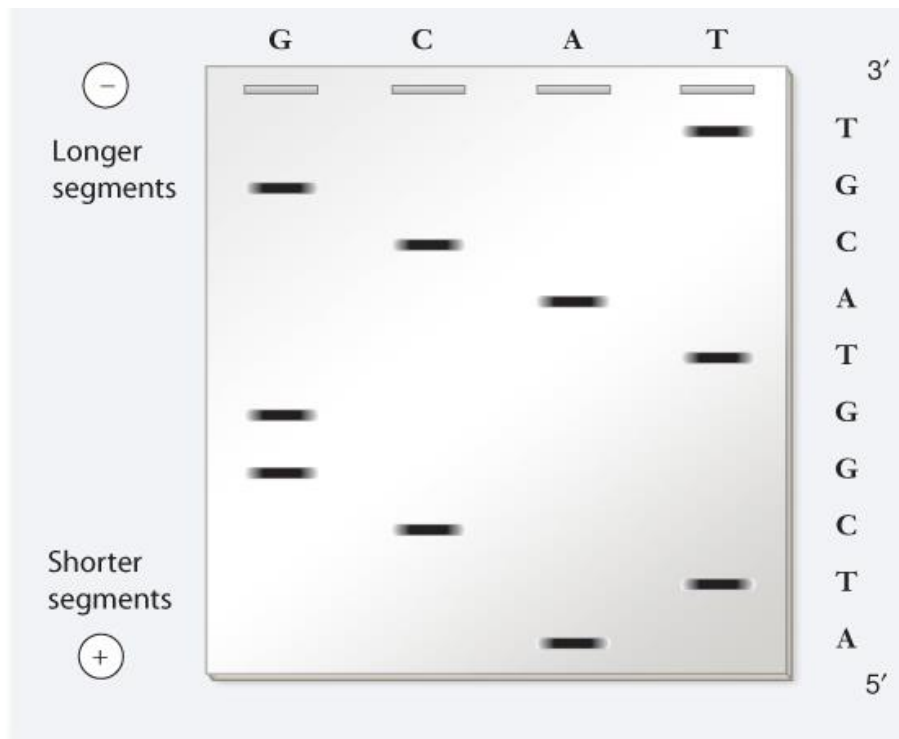 G C A T
3′
−
Longer
segments
T
G
C
A
T
G
G
C
T
A
Shorter
segments
+
5′